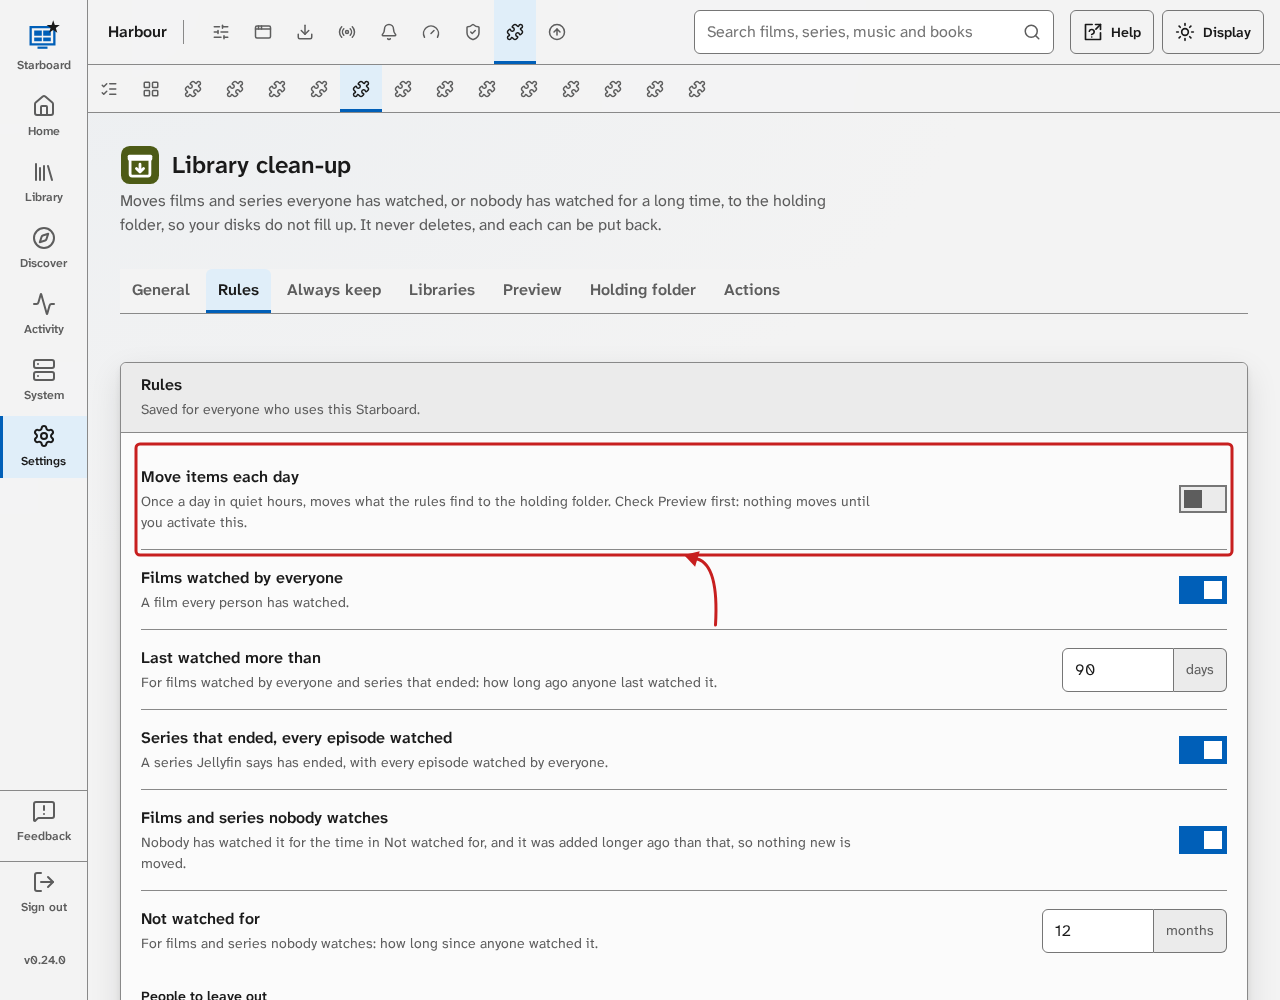 Starboard
Home
Library
Discover
Activity
System
Settings
Feedback
Sign out
v0.24.0
Harbour
Search films, series, music and books
Help
Display
Library clean-up
Moves films and series everyone has watched, or nobody has watched for a long time, to the holding
folder, so your disks do not fill up. It never deletes, and each can be put back.
General
Rules
Always keep
Libraries
Preview
Holding folder
Actions
Rules
Saved for everyone who uses this Starboard.
Move items each day
Once a day in quiet hours, moves what the rules find to the holding folder. Check Preview first: nothing moves until
you activate this.
Films watched by everyone
A film every person has watched.
Last watched more than
For films watched by everyone and series that ended: how long ago anyone last watched it.
90
days
Series that ended, every episode watched
A series Jellyfin says has ended, with every episode watched by everyone.
Films and series nobody watches
Nobody has watched it for the time in Not watched for, and it was added longer ago than that, so nothing new is
moved.
Not watched for
For films and series nobody watches: how long since anyone watched it.
12
months
People to leave out